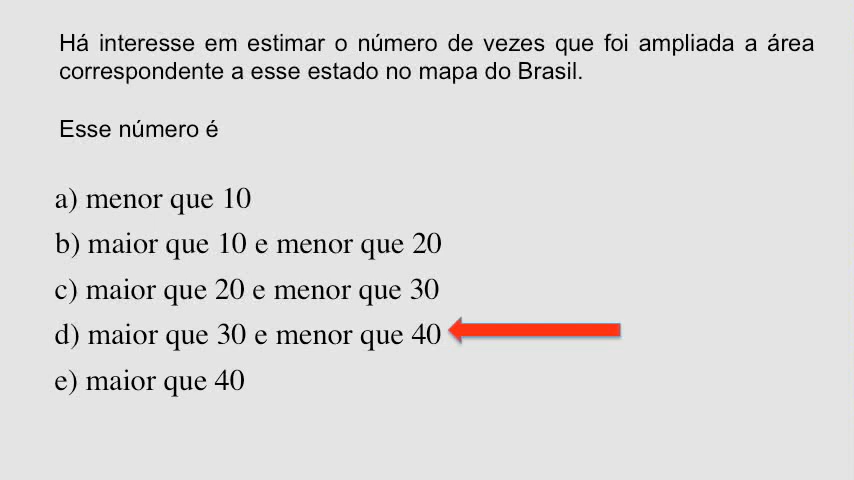 Há interesse em estimar o número de vezes que foi ampliada a área
correspondente a esse estado no mapa do Brasil.
Esse número é
a) menor que 10
b) maior que 10 e menor que 20
c) maior que 20 e menor que 30
d) maior que 30 e menor que 40
e) maior que 40